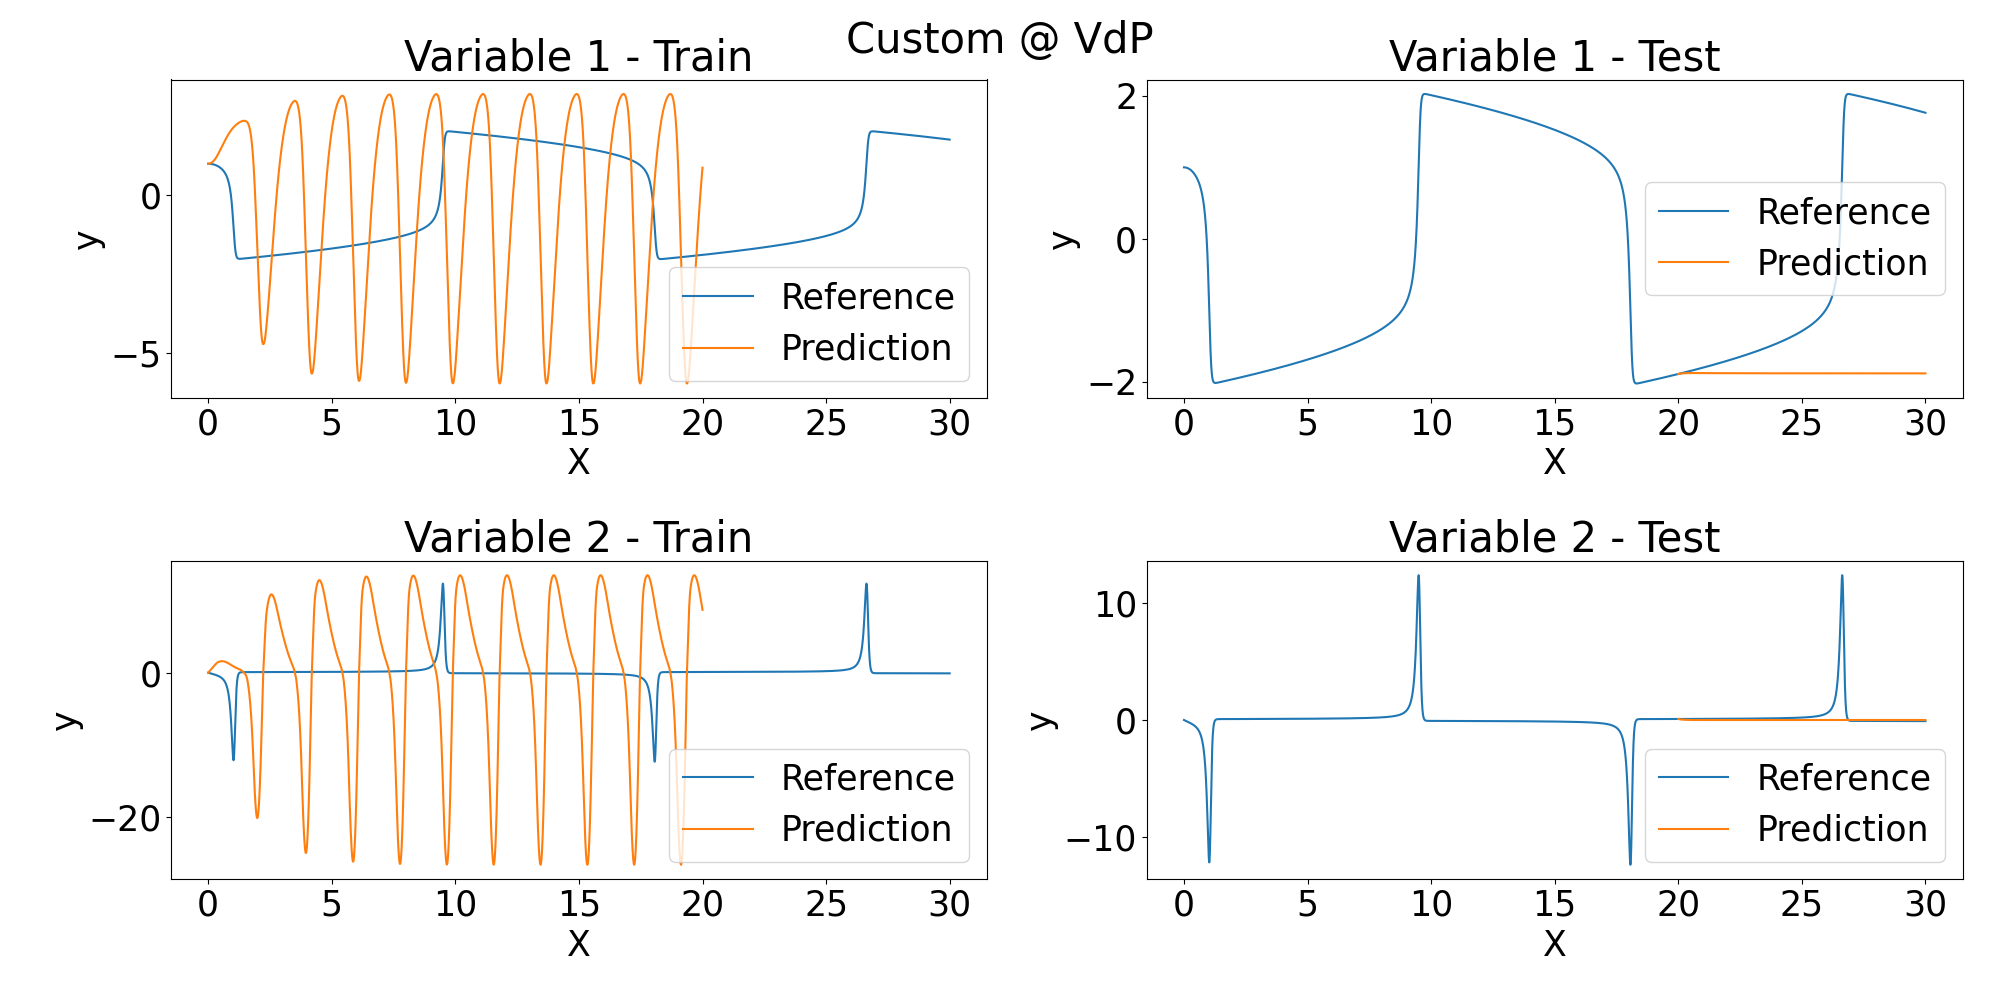 Custom @ VdP
Variable 1 - Train
Variable 1 - Test
0
−5
y
Reference
Prediction
0 5 10 15 20 25 30
X
2
0
−2
y
Reference
Prediction
0 5 10 15 20 25 30
X
Variable 2 - Train
Variable 2 - Test
0
−20
y
Reference
Prediction
0 5 10 15 20 25 30
X
10
0
−10
y
Reference
Prediction
0 5 10 15 20 25 30
X